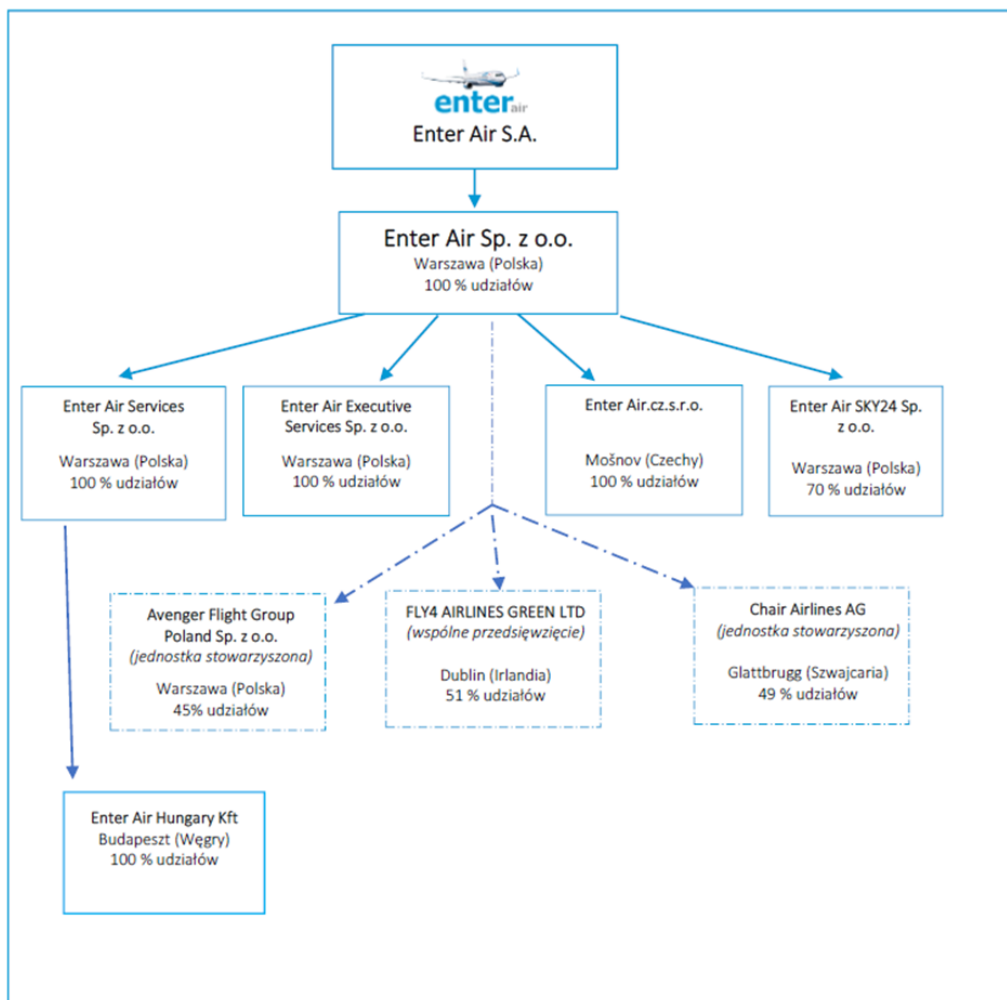 enter air
Enter Air S.A.
Enter Air Sp. z o.o.
Warszawa (Polska)
100 % udziałów
Enter Air Services
Sp. z o.o.
Warszawa (Polska)
100 % udziałów
Enter Air Executive
Services Sp. z o.o.
Warszawa (Polska)
100 % udziałów
Enter Air.cz.s.r.o.
Mošnov (Czechy)
100 % udziałów
Enter Air SKY24 Sp.
z o.o.
Warszawa (Polska)
70 % udziałów
Avenger Flight Group
Poland Sp. z o.o.
(jednostka stowarzyszona)
Warszawa (Polska)
45% udziałów
FLY4 AIRLINES GREEN LTD
(wspólne przedsięwzięcie)
Dublin (Irlandia)
51 % udziałów
Chair Airlines AG
(jednostka stowarzyszona)
Glattbrugg (Szwajcaria)
49 % udziałów
Enter Air Hungary Kft
Budapeszt (Węgry)
100 % udziałów